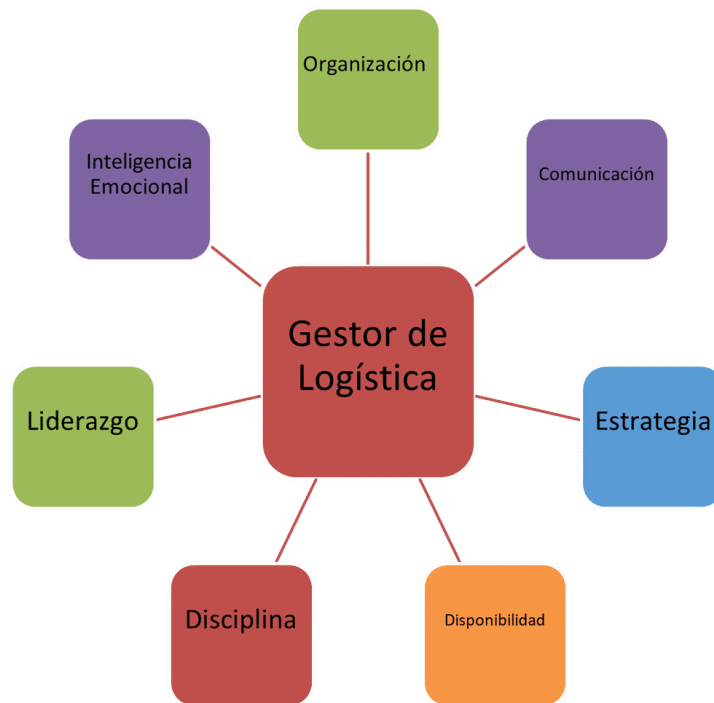 Organización
Inteligencia
Emocional
Comunicación
Gestor de
Logística
Liderazgo
Estrategia
Disciplina
Disponibilidad